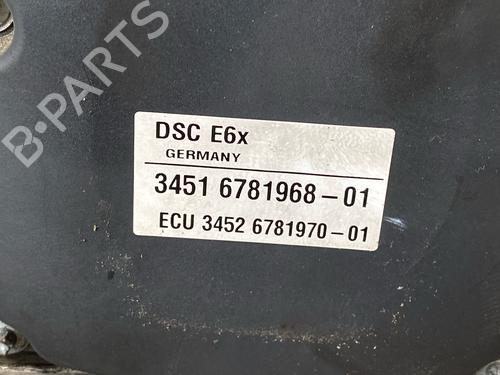 B-PARTS
DSC E6x
GERMANY
3451 6781968-01
ECU 3452 6781970-01